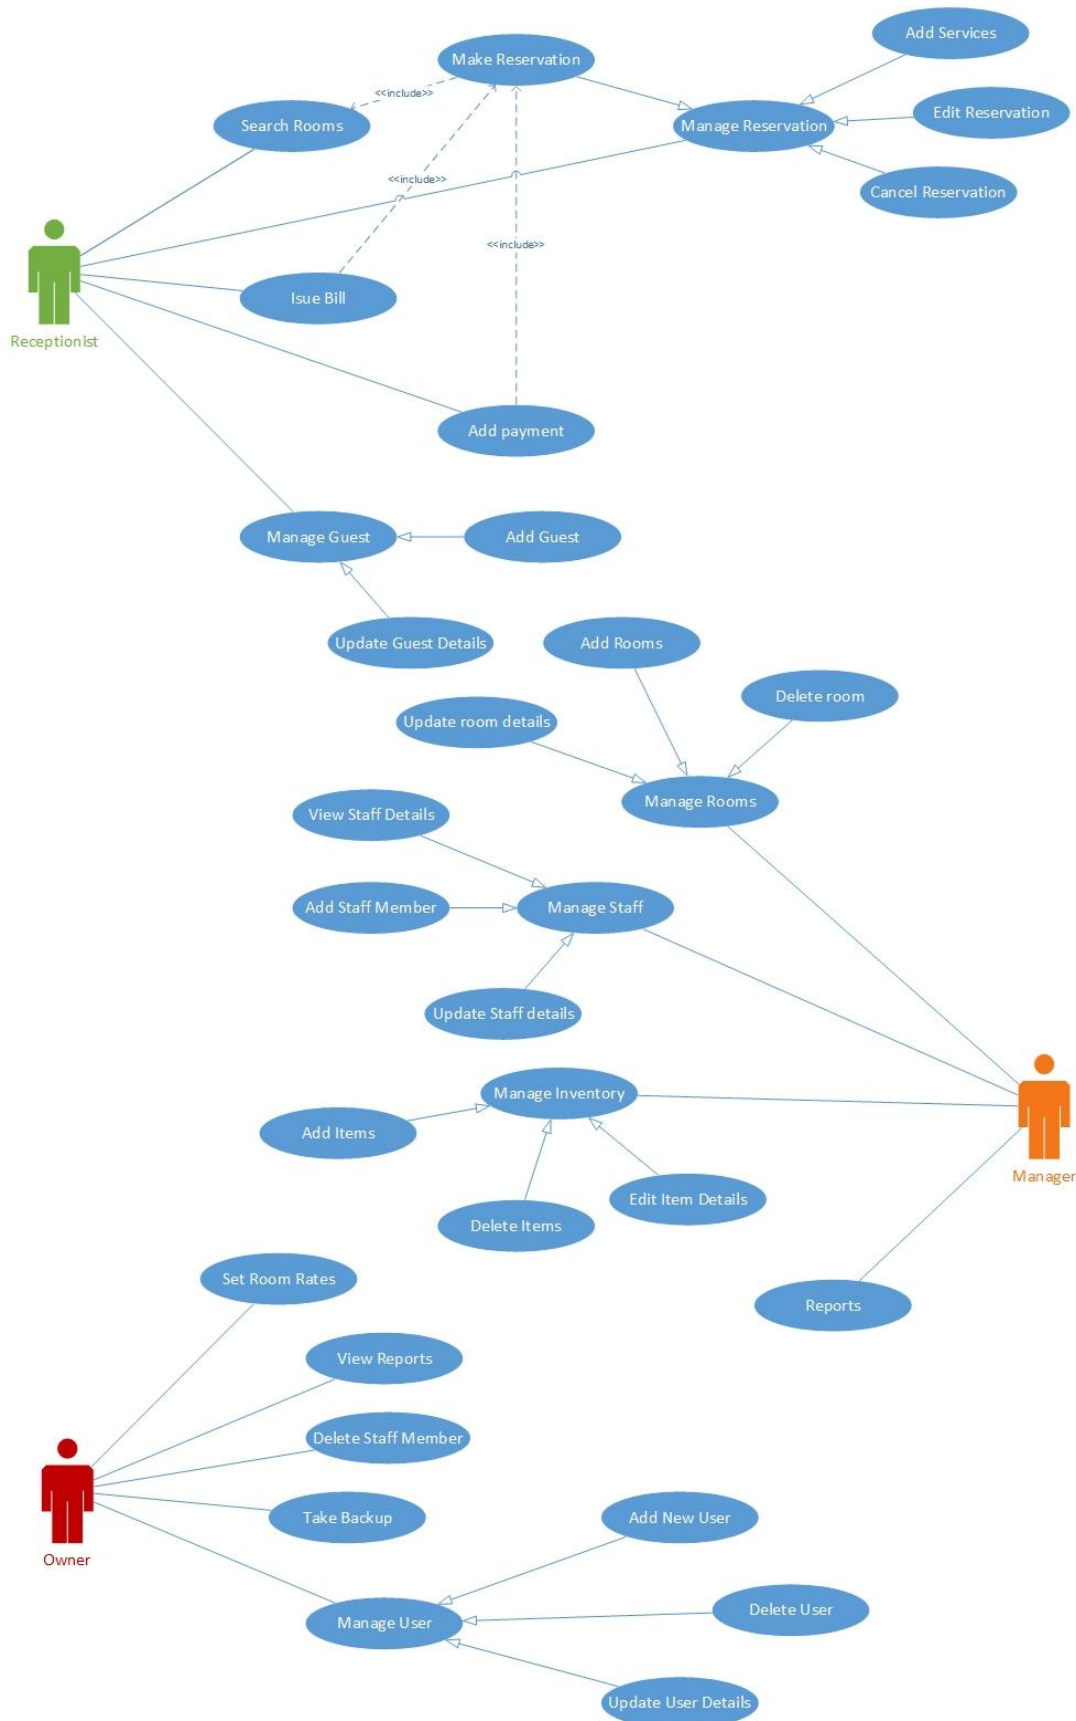 Add Services
Make Reservation
<<include>>
Edit Reservation
Search Rooms
Manage Reservation
<<include>>
Cancel Reservation
<<include>>
Isue Bill
Receptionist
Add payment
Manage Guest
Add Guest
Update Guest Details
Add Rooms
Delete room
Update room details
Manage Rooms
View Staff Details
Add Staff Member
Manage Staff
Update Staff details
Manage Inventory
Add Items
Manager
Edit Item Details
Delete Items
Set Room Rates
Reports
View Reports
Delete Staff Member
Take Backup
Add New User
Owner
Delete User
Manage User
Update User Details